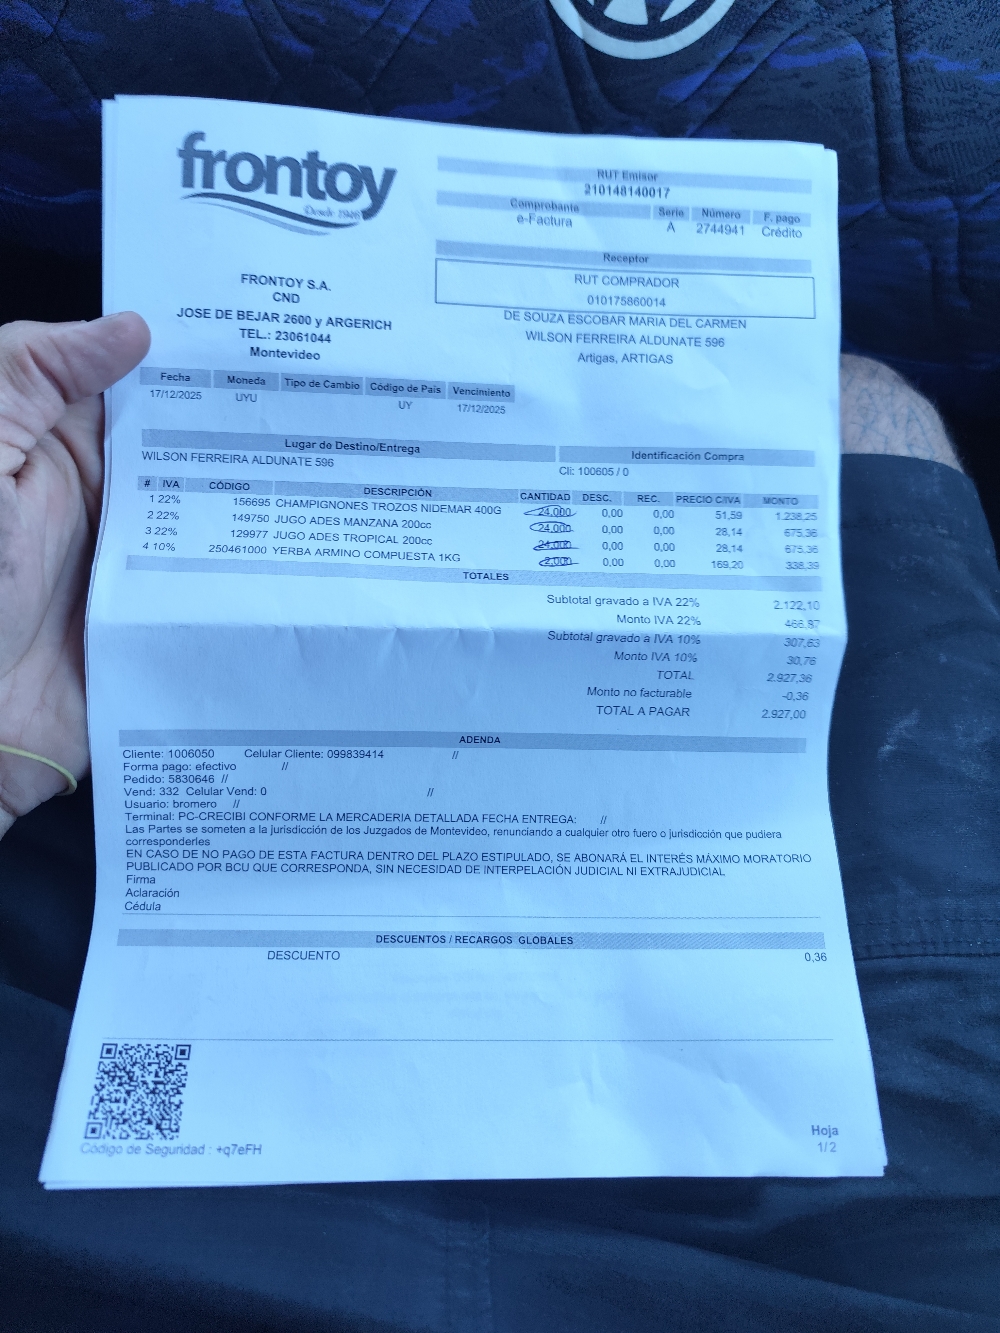 frontoy
Desde 1946
RUT Emisor
210148140017
Comprobante Serie Número F. pago
e-Factura A 2744941 Crédito
Receptor
RUT COMPRADOR
010175860014
DE SOUZA ESCOBAR MARIA DEL CARMEN
WILSON FERREIRA ALDUNATE 596
Artigas, ARTIGAS
FRONTOY S.A.
CND
JOSE DE BEJAR 2600 y ARGERICH
TEL.: 23061044
Montevideo
Fecha Moneda Tipo de Cambio Código de País Vencimiento
17/12/2025 UYU UY 17/12/2025
Lugar de Destino/Entrega Identificación Compra
WILSON FERREIRA ALDUNATE 596 Cli: 100605 / 0
# IVA CÓDIGO DESCRIPCIÓN CANTIDAD DESC. REC. PRECIO C/IVA MONTO
1 22% 156695 CHAMPIGNONES TROZOS NIDEMAR 400G 24,000 0,00 0,00 51,59 1.238,25
2 22% 149750 JUGO ADES MANZANA 200cc 24,000 0,00 0,00 28,14 675,36
3 22% 129977 JUGO ADES TROPICAL 200cc 24,000 0,00 0,00 28,14 675,36
4 10% 250461000 YERBA ARMINO COMPUESTA 1KG 2,000 0,00 0,00 169,20 338,39
TOTALES
Subtotal gravado a IVA 22% 2.122,10
Monto IVA 22% 466,87
Subtotal gravado a IVA 10% 307,63
Monto IVA 10% 30,76
TOTAL 2.927,36
Monto no facturable -0,36
TOTAL A PAGAR 2.927,00
ADENDA
Cliente: 1006050 Celular Cliente: 099839414 //
Forma pago: efectivo //
Pedido: 5830646 //
Vend: 332 Celular Vend: 0 //
Usuario: bromero //
Terminal: PC-CRECIBI CONFORME LA MERCADERIA DETALLADA FECHA ENTREGA: //
Las Partes se someten a la jurisdicción de los Juzgados de Montevideo, renunciando a cualquier otro fuero o jurisdicción que pudiera
corresponderles
EN CASO DE NO PAGO DE ESTA FACTURA DENTRO DEL PLAZO ESTIPULADO, SE ABONARÁ EL INTERÉS MÁXIMO MORATORIO
PUBLICADO POR BCU QUE CORRESPONDA, SIN NECESIDAD DE INTERPELACIÓN JUDICIAL NI EXTRAJUDICIAL
Firma
Aclaración
Cédula
DESCUENTOS / RECARGOS GLOBALES
DESCUENTO 0,36
Código de Seguridad : +q7eFH
Hoja
1/2